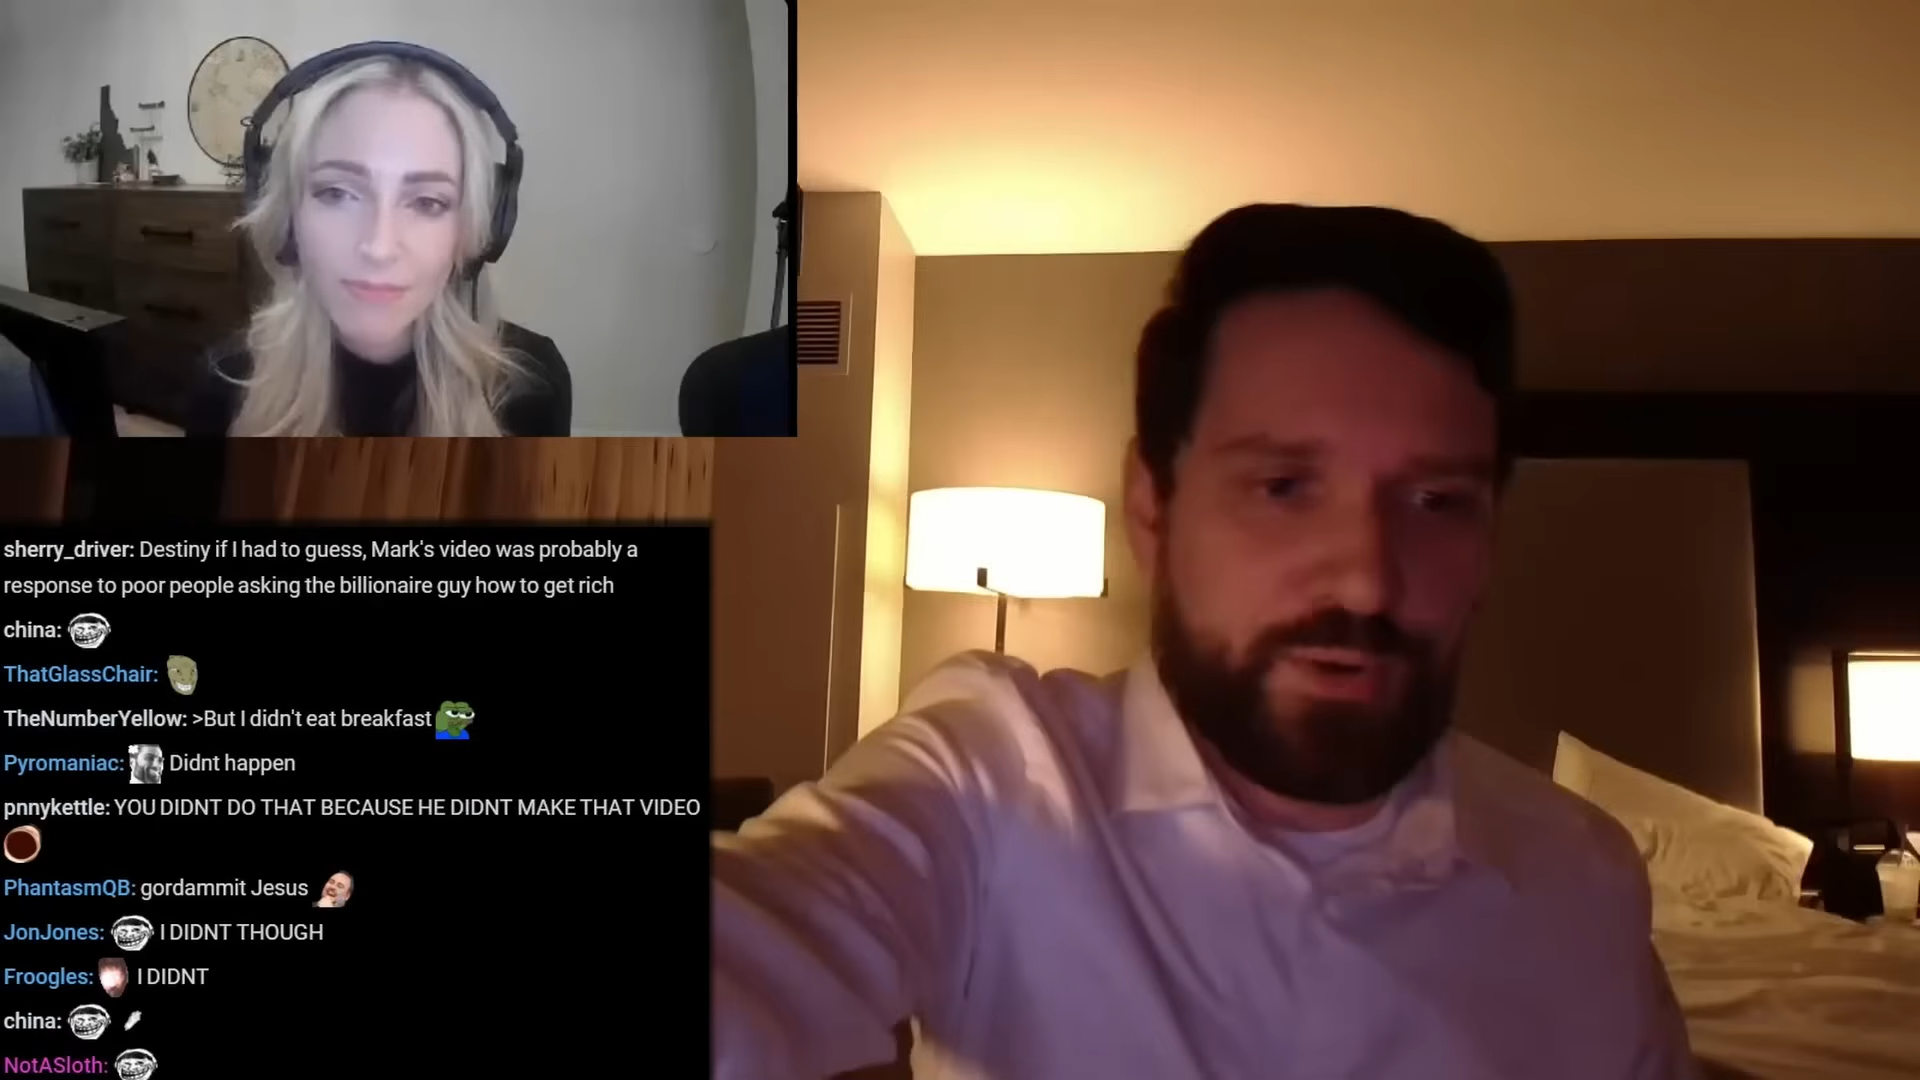 sherry_driver: Destiny if I had to guess, Mark's video was probably a
response to poor people asking the billionaire guy how to get rich
china:
ThatGlassChair:
TheNumberYellow: >But I didn't eat breakfast
Pyromaniac: Didnt happen
pnnykettle: YOU DIDNT DO THAT BECAUSE HE DIDNT MAKE THAT VIDEO
PhantasmQB: gordammit Jesus
JonJones: I DIDNT THOUGH
Froogles: I DIDNT
china:
NotASloth: